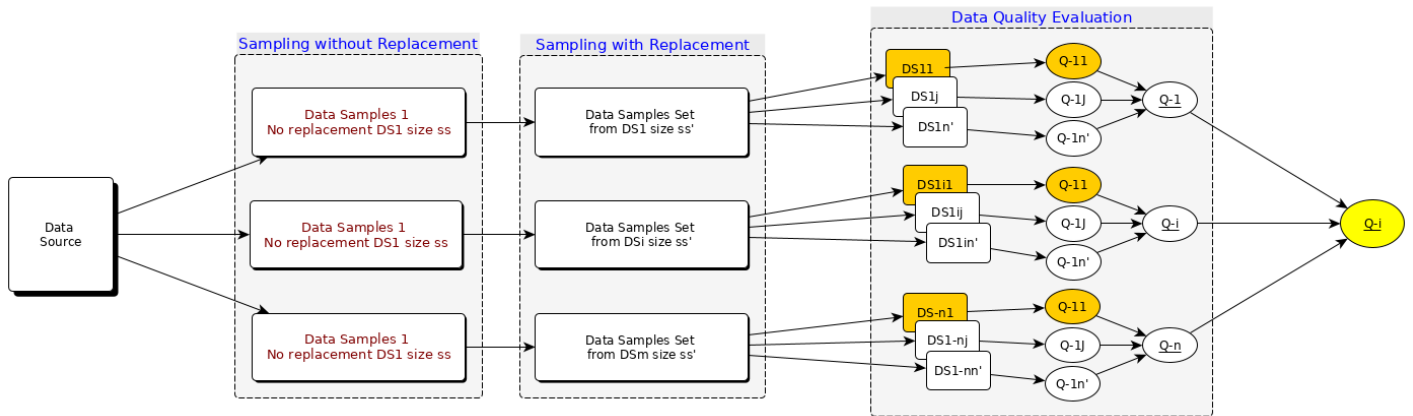 Data Quality Evaluation
Sampling without Replacement
Sampling with Replacement
Data
Source
Data Samples 1
No replacement DS1 size ss
Data Samples Set
from DS1 size ss'
DS11
DS1j
DS1n'
Q-11
Q-1J
Q-1n'
Q-1
Data Samples 1
No replacement DS1 size ss
Data Samples Set
from DSi size ss'
DS1i1
DS1ij
DS1in'
Q-11
Q-1J
Q-1n'
Q-i
Q-i
Data Samples 1
No replacement DS1 size ss
Data Samples Set
from DSm size ss'
DS-n1
DS1-nj
DS1-nn'
Q-11
Q-1J
Q-1n'
Q-n